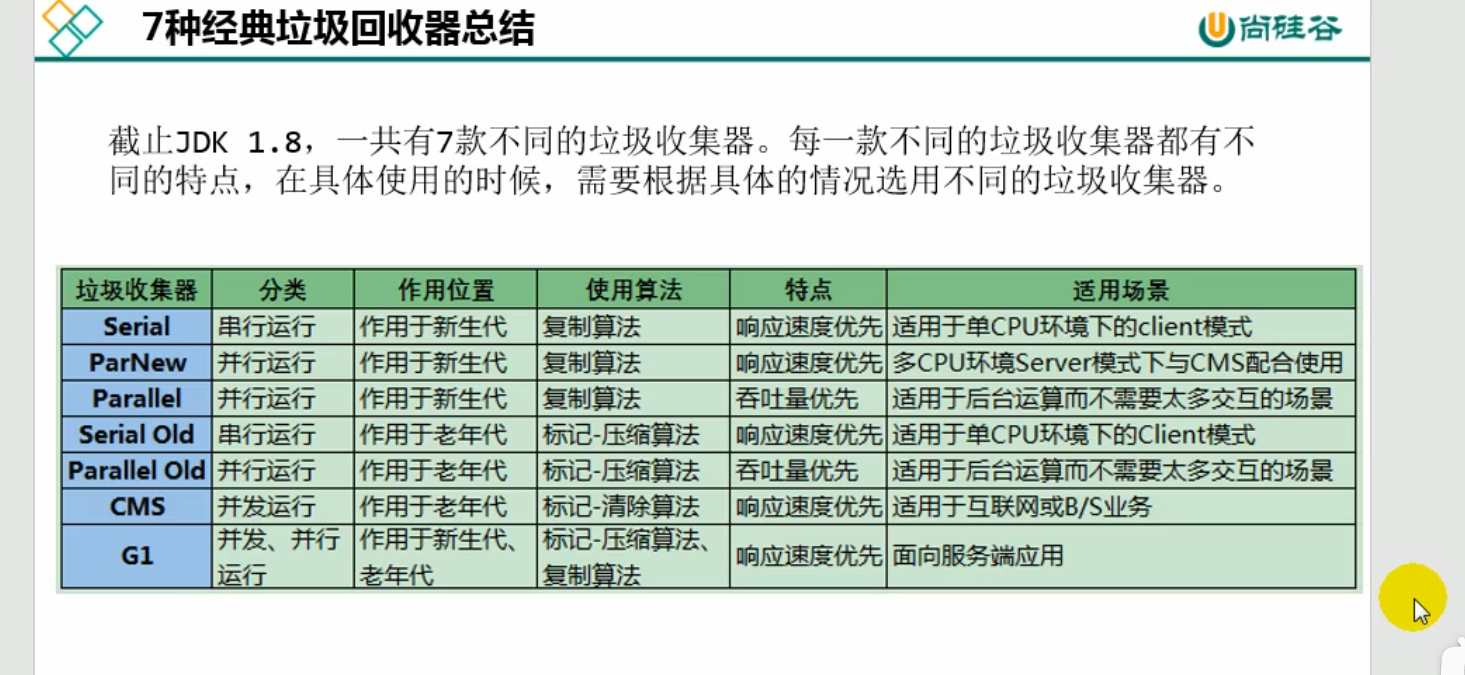 7种经典垃圾回收器总结
尚硅谷
截止JDK 1.8，一共有7款不同的垃圾收集器。每一款不同的垃圾收集器都有不
同的特点，在具体使用的时候，需要根据具体的情况选用不同的垃圾收集器。
垃圾收集器 分类 作用位置 使用算法 特点 适用场景
Serial 串行运行 作用于新生代 复制算法 响应速度优先 适用于单CPU环境下的client模式
ParNew 并行运行 作用于新生代 复制算法 响应速度优先 多CPU环境Server模式下与CMS配合使用
Parallel 并行运行 作用于新生代 复制算法 吞吐量优先 适用于后台运算而不需要太多交互的场景
Serial Old 串行运行 作用于老年代 标记-压缩算法 响应速度优先 适用于单CPU环境下的Client模式
Parallel Old 并行运行 作用于老年代 标记-压缩算法 吞吐量优先 适用于后台运算而不需要太多交互的场景
CMS 并发运行 作用于老年代 标记-清除算法 响应速度优先 适用于互联网或B/S业务
G1 并发、并行 作用于新生代、 标记-压缩算法、 响应速度优先 面向服务端应用
运行 老年代 复制算法